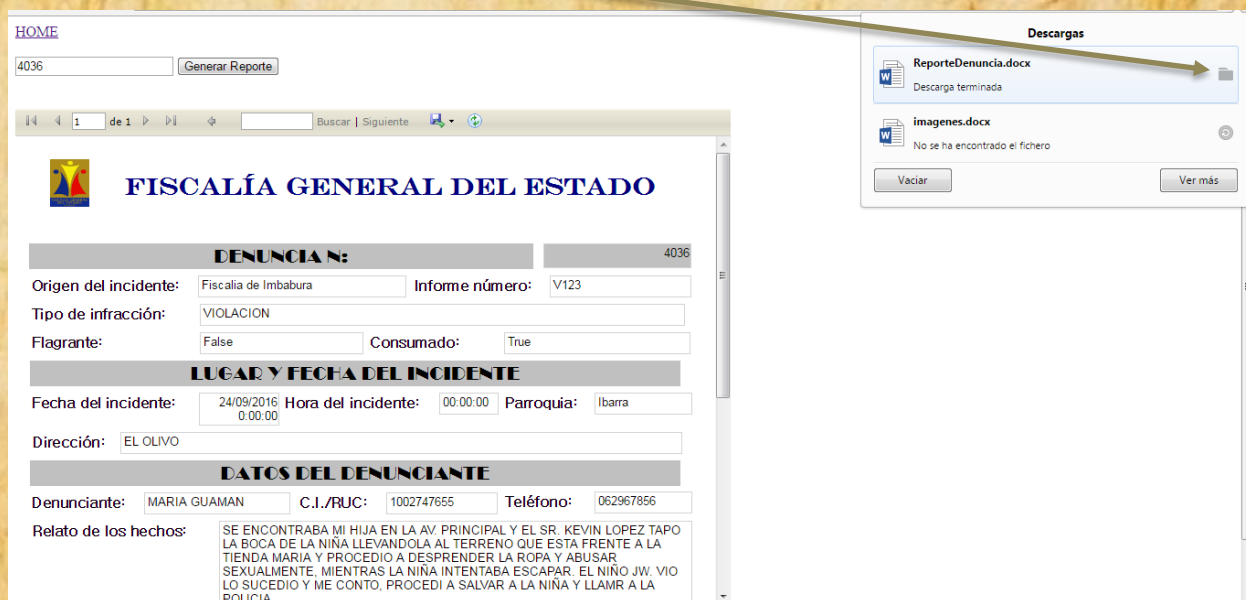 HOME
4036 Generar Reporte
1 de 1 Buscar | Siguiente
FISCALÍA GENERAL DEL ESTADO
DENUNCIA N: 4036
Origen del incidente: Fiscalia de Imbabura Informe número: V123
Tipo de infracción: VIOLACION
Flagrante: False Consumado: True
LUGAR Y FECHA DEL INCIDENTE
Fecha del incidente: 24/09/2016 0:00:00 Hora del incidente: 00:00:00 Parroquia: Ibarra
Dirección: EL OLIVO
DATOS DEL DENUNCIANTE
Denunciante: MARIA GUAMAN C.I./RUC: 1002747655 Teléfono: 062967856
Relato de los hechos: SE ENCONTRABA MI HIJA EN LA AV. PRINCIPAL Y EL SR. KEVIN LOPEZ TAPO
LA BOCA DE LA NIÑA LLEVANDOLA AL TERRENO QUE ESTA FRENTE A LA
TIENDA MARIA Y PROCEDIO A DESPRENDER LA ROPA Y ABUSAR
SEXUALMENTE, MIENTRAS LA NIÑA INTENTABA ESCAPAR. EL NIÑO JW. VIO
LO SUCEDIO Y ME CONTO, PROCEDI A SALVAR A LA NIÑA Y LLAMR A LA
POLICIA
Descargas
ReporteDenuncia.docx
Descarga terminada
imagenes.docx
No se ha encontrado el fichero
Vaciar Ver más